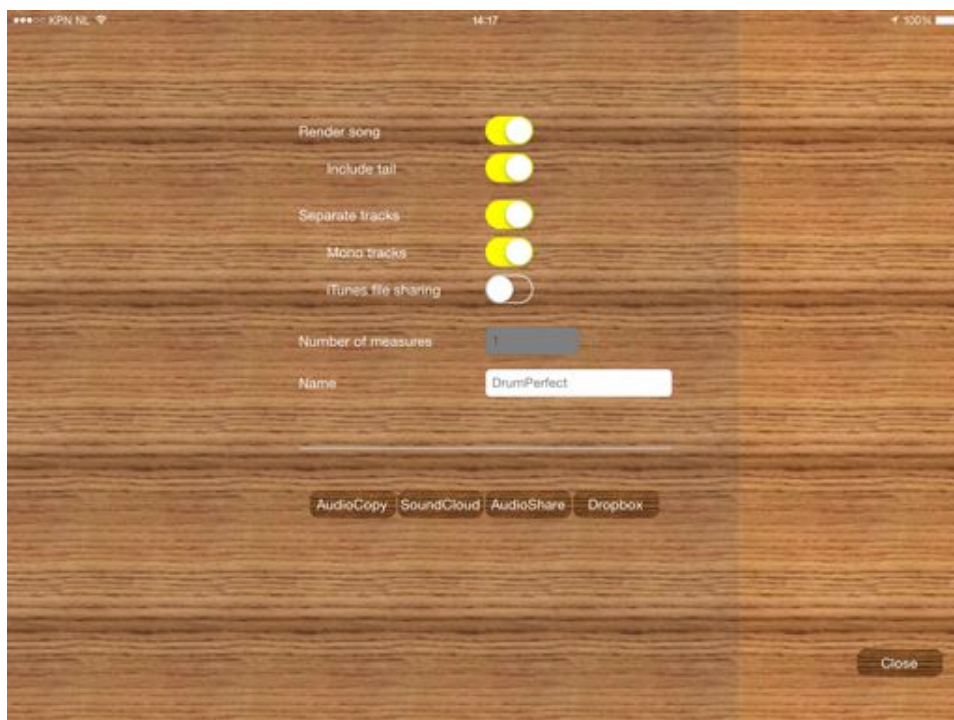 KPN NL 14:17 100%
Render song
Include tail
Separate tracks
Mono tracks
iTunes file sharing
Number of measures 1
Name DrumPerfect
AudioCopy SoundCloud AudioShare Dropbox
Close